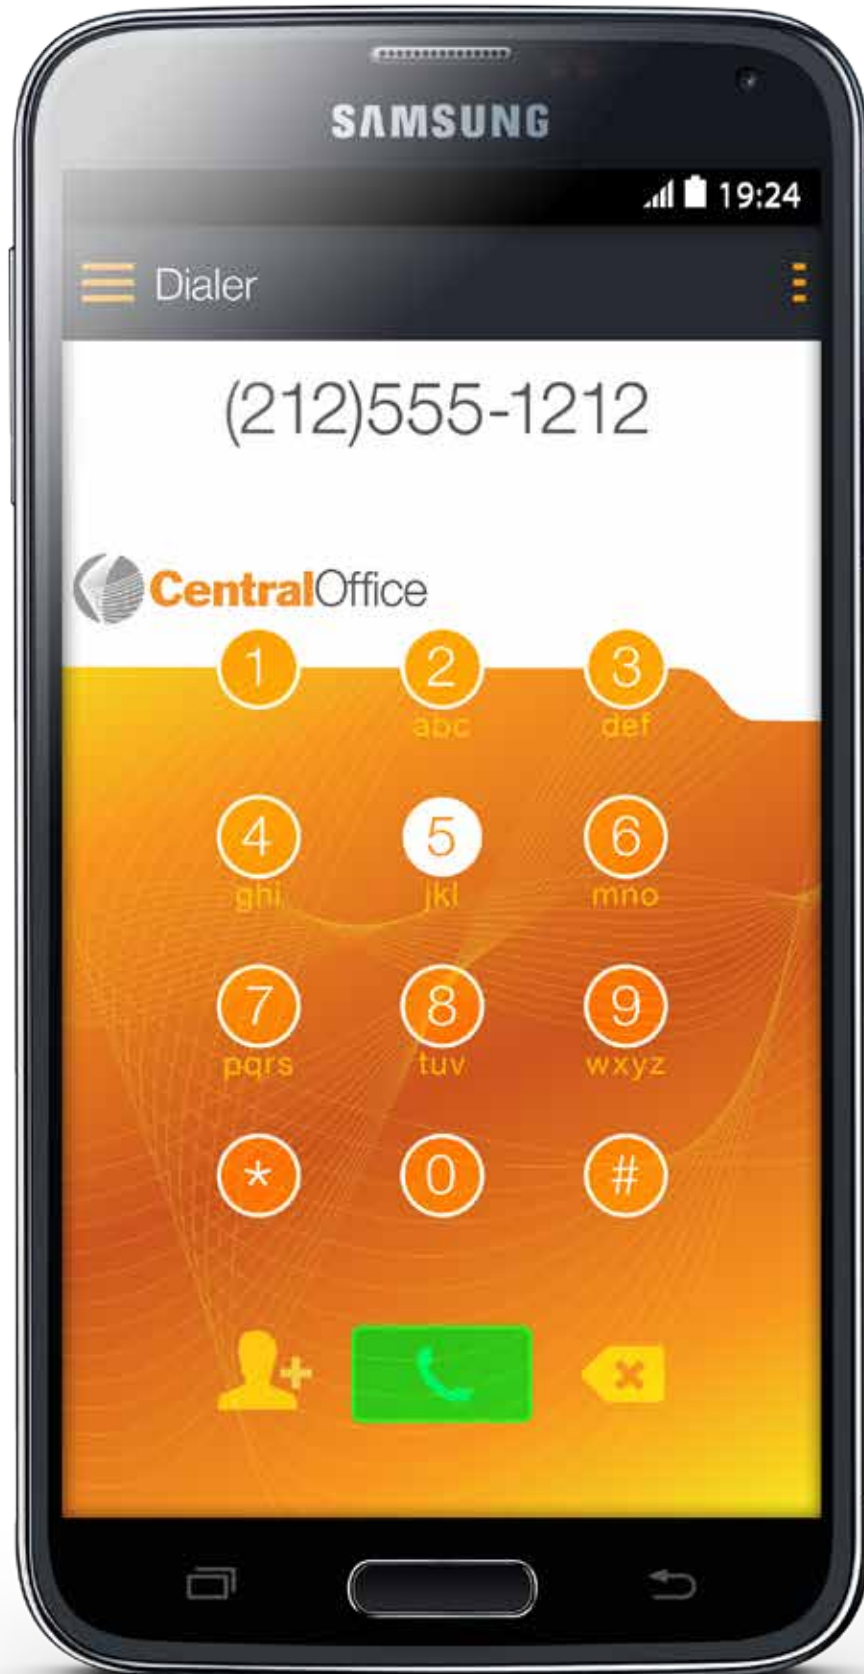 SAMSUNG
19:24
Dialer
(212)555-1212
CentralOffice
1 2 3
abc def
4 5 6
ghi jkl mno
7 8 9
pqrs tuv wxyz
* 0 #